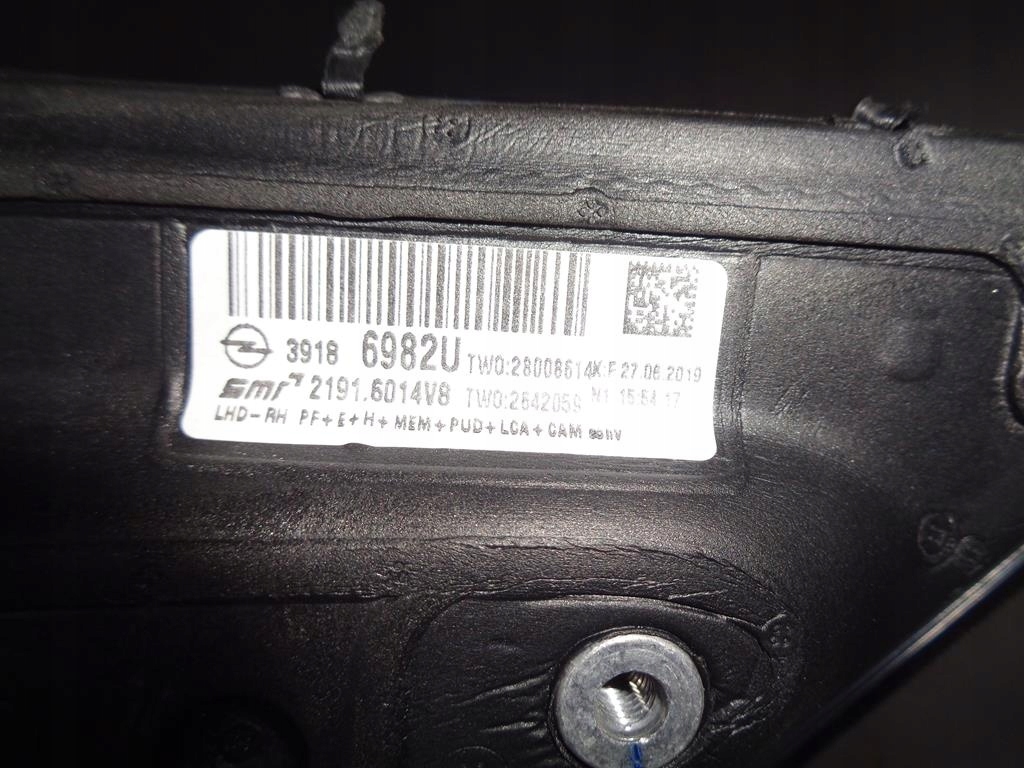 3918 6982U TWO:28008614K:F 27.06.2019
SMR 2191.6014V8 TWO:2642059 N1 15:54:17
LHD-RH PF+E+H+MEM+PUD+LCA+CAM